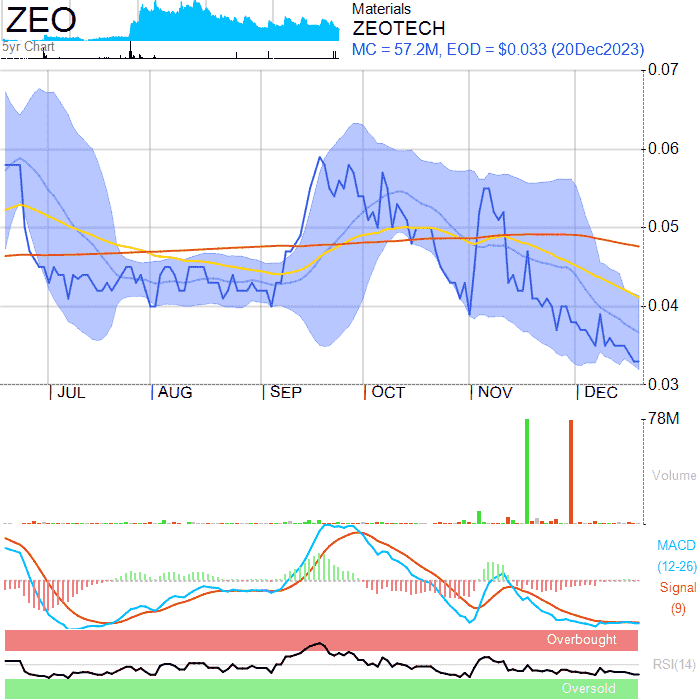 ZEO
5yr Chart
Materials
ZEOTECH
MC = 57.2M, EOD = $0.033 (20Dec2023)
0.07
0.06
0.05
0.04
0.03
JUL AUG SEP OCT NOV DEC
78M
Volume
MACD
(12-26)
Signal
(9)
Overbought
RSI(14)
Oversold